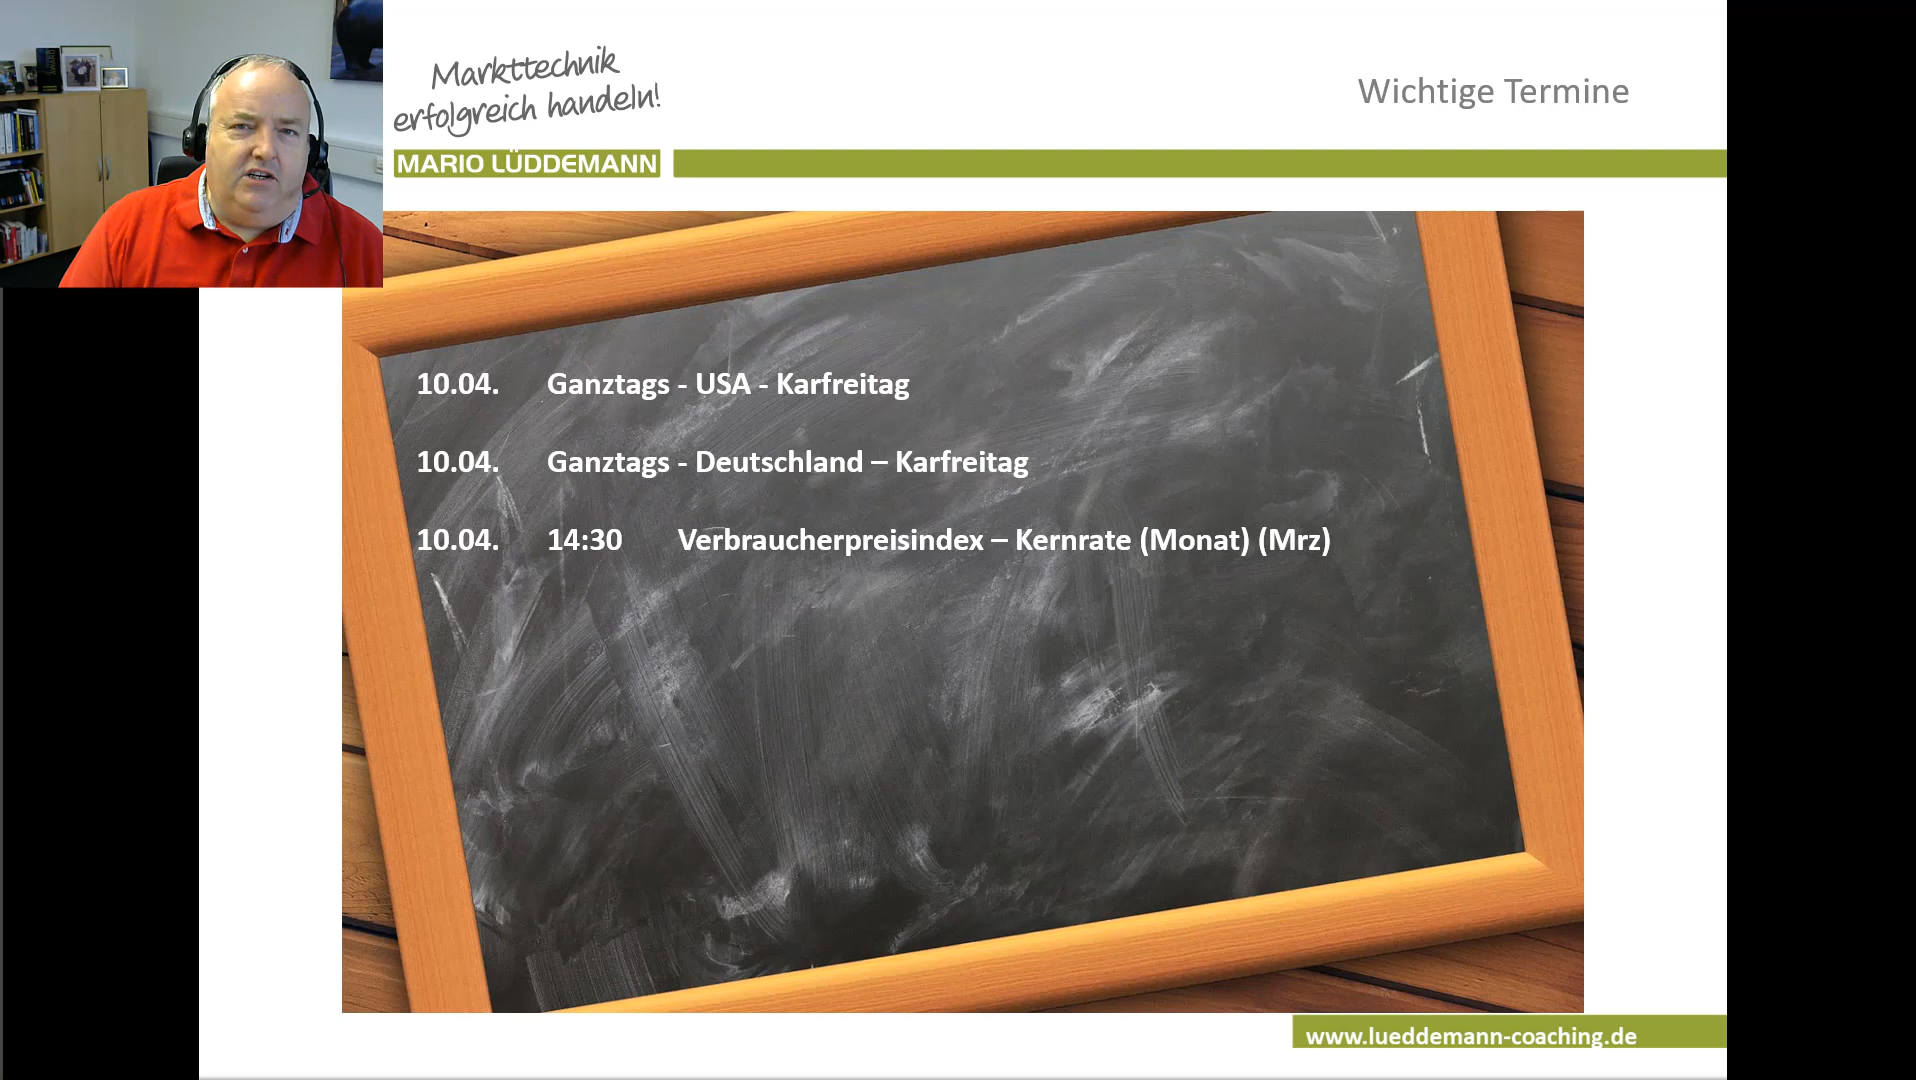 Markttechnik
erfolgreich handeln!
MARIO LÜDDEMANN
Wichtige Termine
10.04. Ganztags - USA - Karfreitag
10.04. Ganztags - Deutschland – Karfreitag
10.04. 14:30 Verbraucherpreisindex – Kernrate (Monat) (Mrz)
www.lueddemann-coaching.de